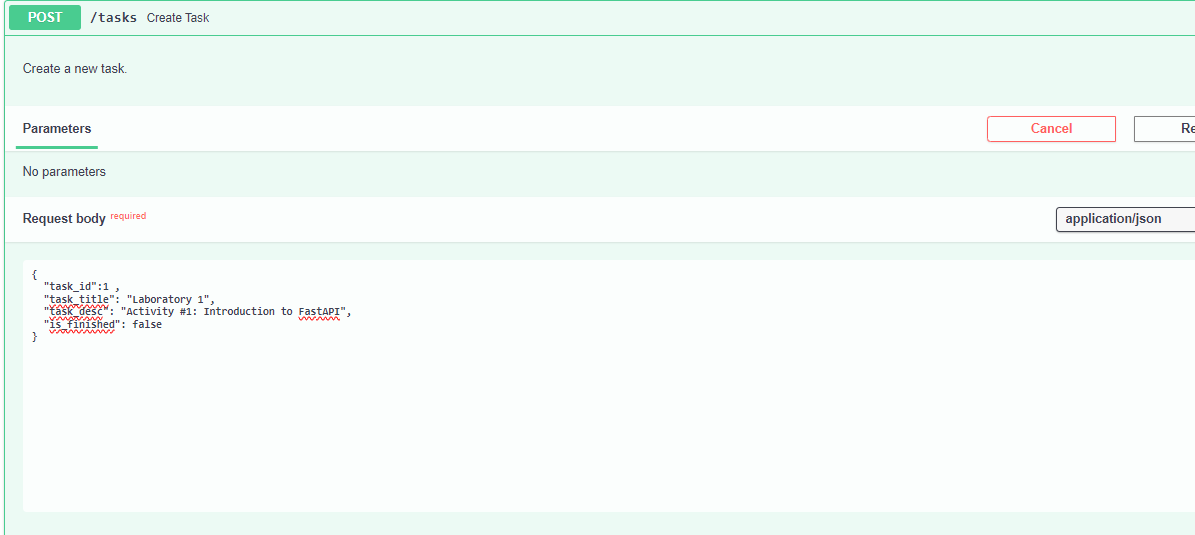 POST /tasks Create Task
Create a new task.
Parameters
Cancel
Re
No parameters
Request body required
application/json
{
"task_id":1 ,
"task_title": "Laboratory 1",
"task_desc": "Activity #1: Introduction to FastAPI",
"is_finished": false
}